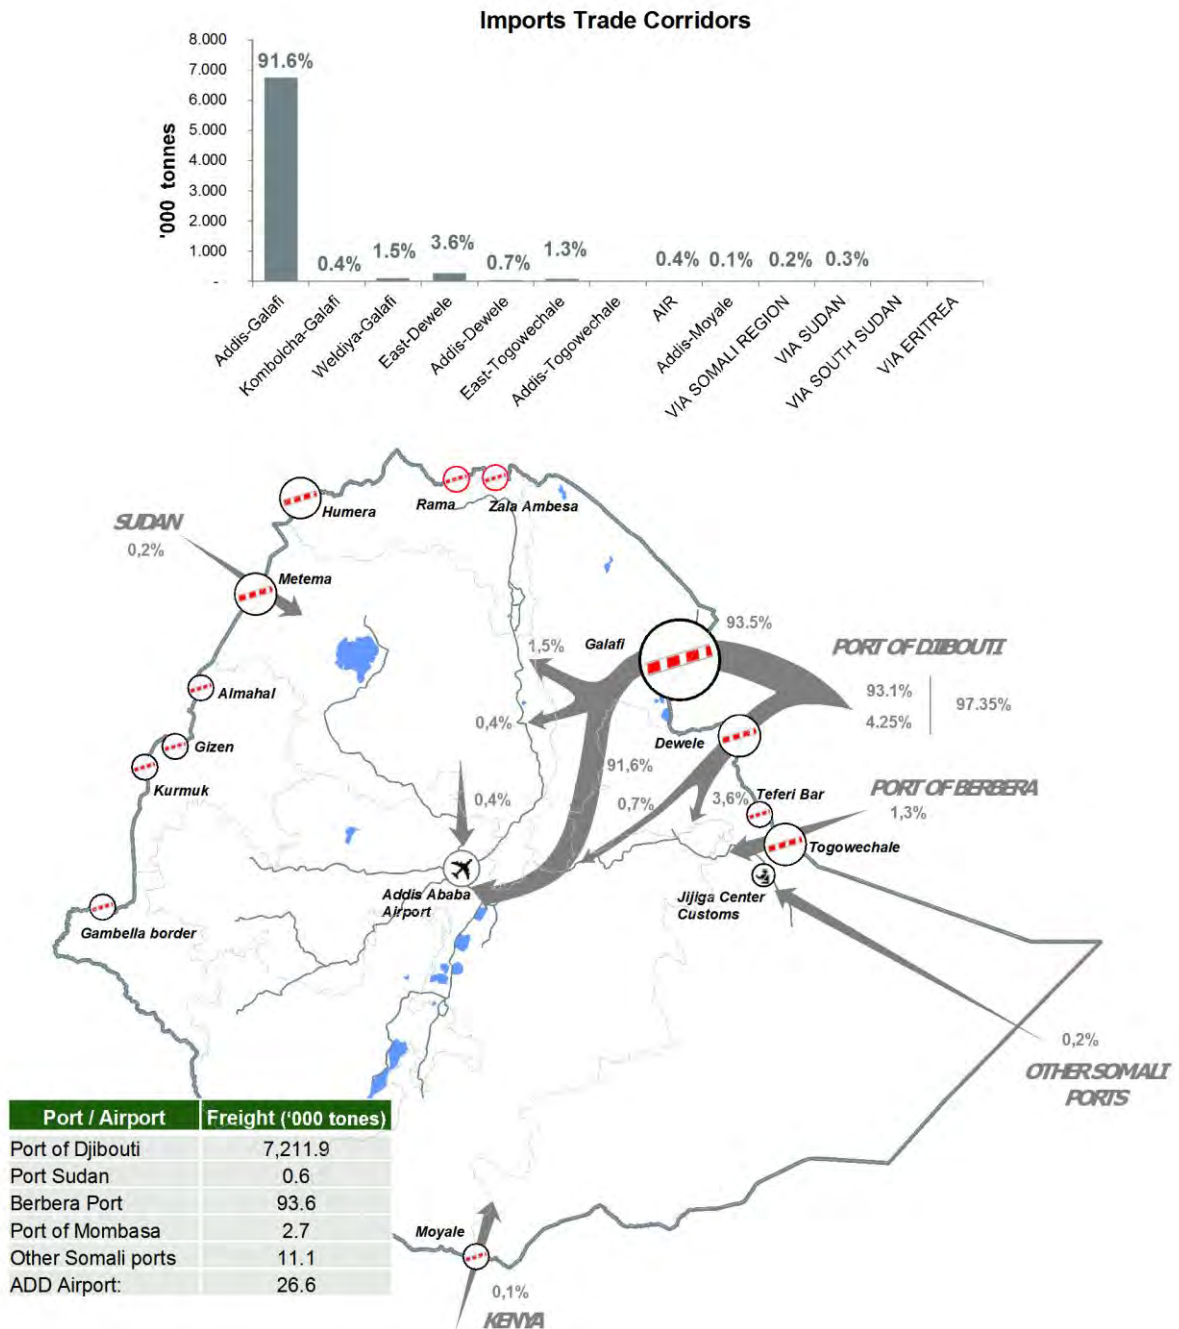 Imports Trade Corridors
'000 tonnes
8.000
7.000
6.000
5.000
4.000
3.000
2.000
1.000
-
91.6%
0.4%
1.5%
3.6%
0.7%
1.3%
0.4%
0.1%
0.2%
0.3%
Addis-Galafi
Kombolcha-Galafi
Weldiya-Galafi
East-Dewele
Addis-Dewele
East-Togowechale
Addis-Togowechale
AIR
Addis-Moyale
VIA SOMALI REGION
VIA SUDAN
VIA SOUTH SUDAN
VIA ERITREA
Rama
Zala Ambesa
Humera
SUDAN
0,2%
Metema
93.5%
Galafi
1,5%
PORT OF DJIBOUTI
93.1%
4.25%
97.35%
Almahal
0,4%
Dewele
Gizen
91,6%
Kurmuk
0,4%
0,7%
3,6%
Teferi Bar
PORT OF BERBERA
1,3%
Togowechale
Addis Ababa
Airport
Jijiga Center
Customs
Gambella border
0,2%
OTHER SOMALI
PORTS
Port / Airport Freight ('000 tones)
Port of Djibouti 7,211.9
Port Sudan 0.6
Berbera Port 93.6
Port of Mombasa 2.7
Other Somali ports 11.1
ADD Airport: 26.6
Moyale
0,1%
KENYA